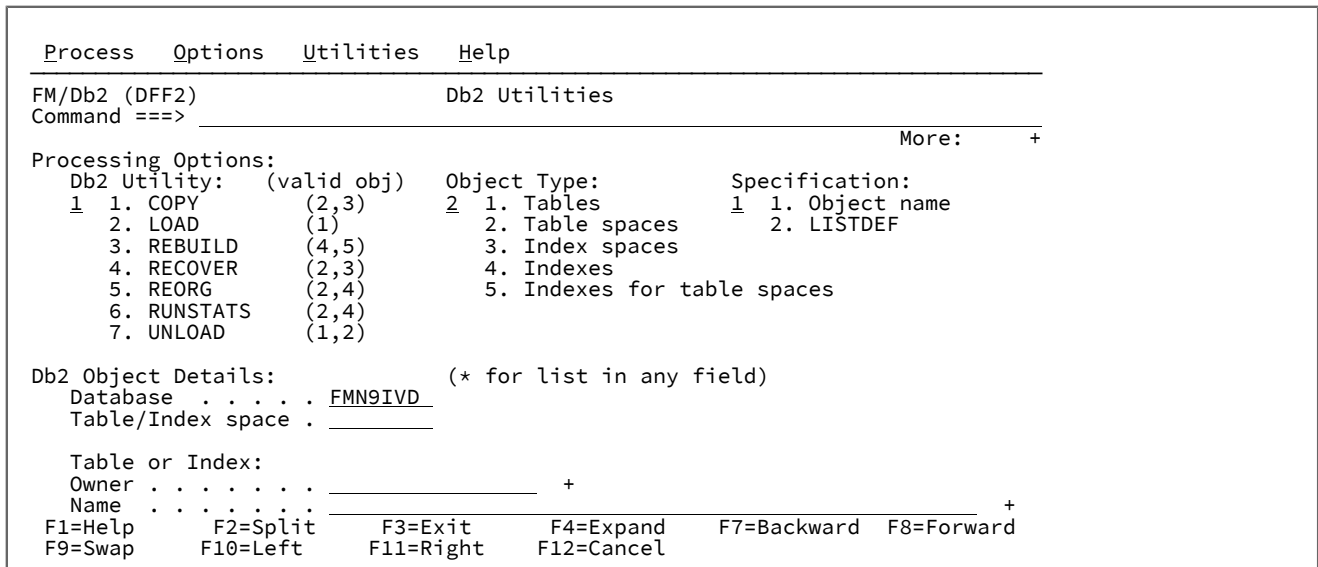 Process   Options   Utilities   Help
FM/Db2 (DFF2)                   Db2 Utilities
Command ===>
More:     +
Processing Options:
   Db2 Utility:   (valid obj)   Object Type:          Specification:
   1  1. COPY        (2,3)      2  1. Tables          1  1. Object name
      2. LOAD        (1)           2. Table spaces       2. LISTDEF
      3. REBUILD     (4,5)         3. Index spaces
      4. RECOVER     (2,3)         4. Indexes
      5. REORG       (2,4)         5. Indexes for table spaces
      6. RUNSTATS    (2,4)
      7. UNLOAD      (1,2)
Db2 Object Details:             (* for list in any field)
   Database  . . . . . FMN9IVD
   Table/Index space .
   Table or Index:
   Owner . . . . . . .                   +
   Name  . . . . . . .                                                     +
 F1=Help      F2=Split     F3=Exit      F4=Expand    F7=Backward  F8=Forward
 F9=Swap     F10=Left     F11=Right    F12=Cancel